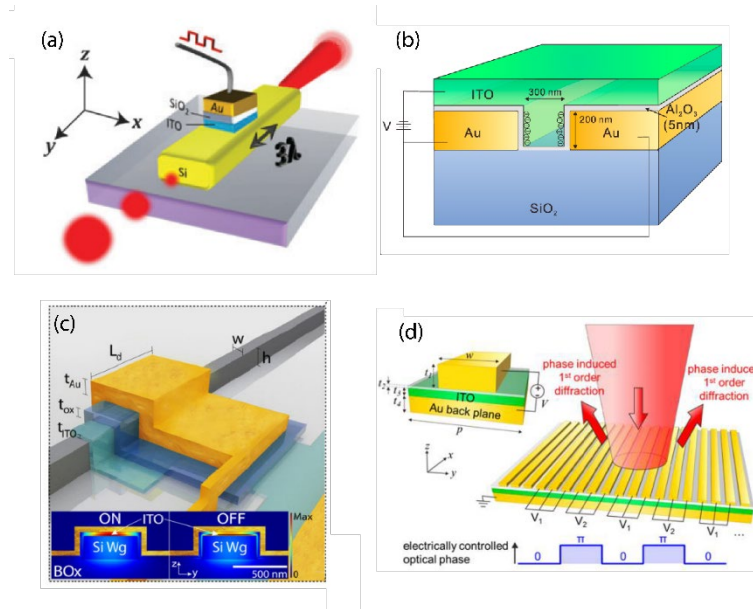 (a)
z
x
y
Au
SiO2
ITO
Si
3λ
(b)
ITO
300 nm
Al2O3
(5nm)
V
Au
200 nm
Au
SiO2
(c)
Ld
w
h
tAu
tox
tITO
ON
ITO
OFF
Max
Si Wg
Si Wg
BOx
z
y
500 nm
0
(d)
w
t1
t2
t3
t4
ITO
Au back plane
V
p
z
x
y
phase induced
1st order
diffraction
phase induced
1st order
diffraction
V1
V2
V1
V2
V1
...
electrically controlled
optical phase
0
π
0
π
0